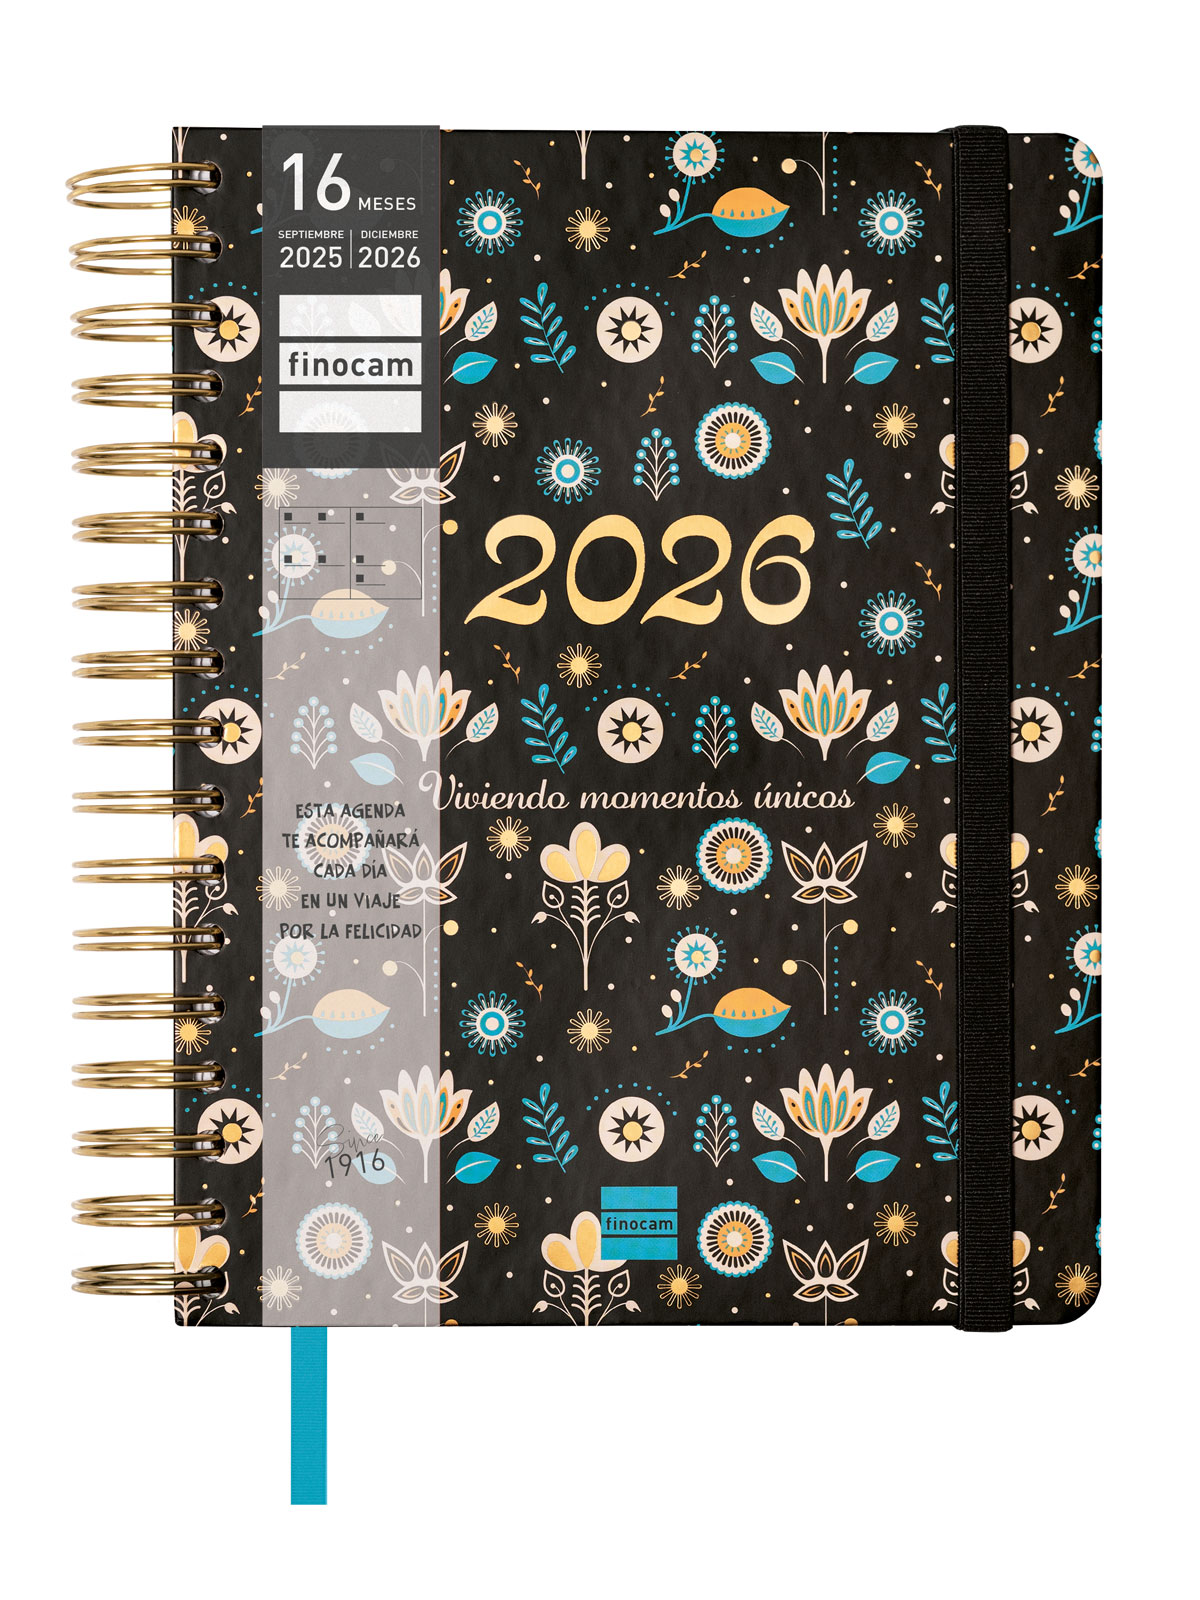 16 MESES
SEPTIEMBRE 2025 | DICIEMBRE 2026
finocam
2026
Viviendo momentos únicos
ESTA AGENDA
TE ACOMPAÑARÁ
CADA DÍA
EN UN VIAJE
POR LA FELICIDAD
Since
1916
finocam